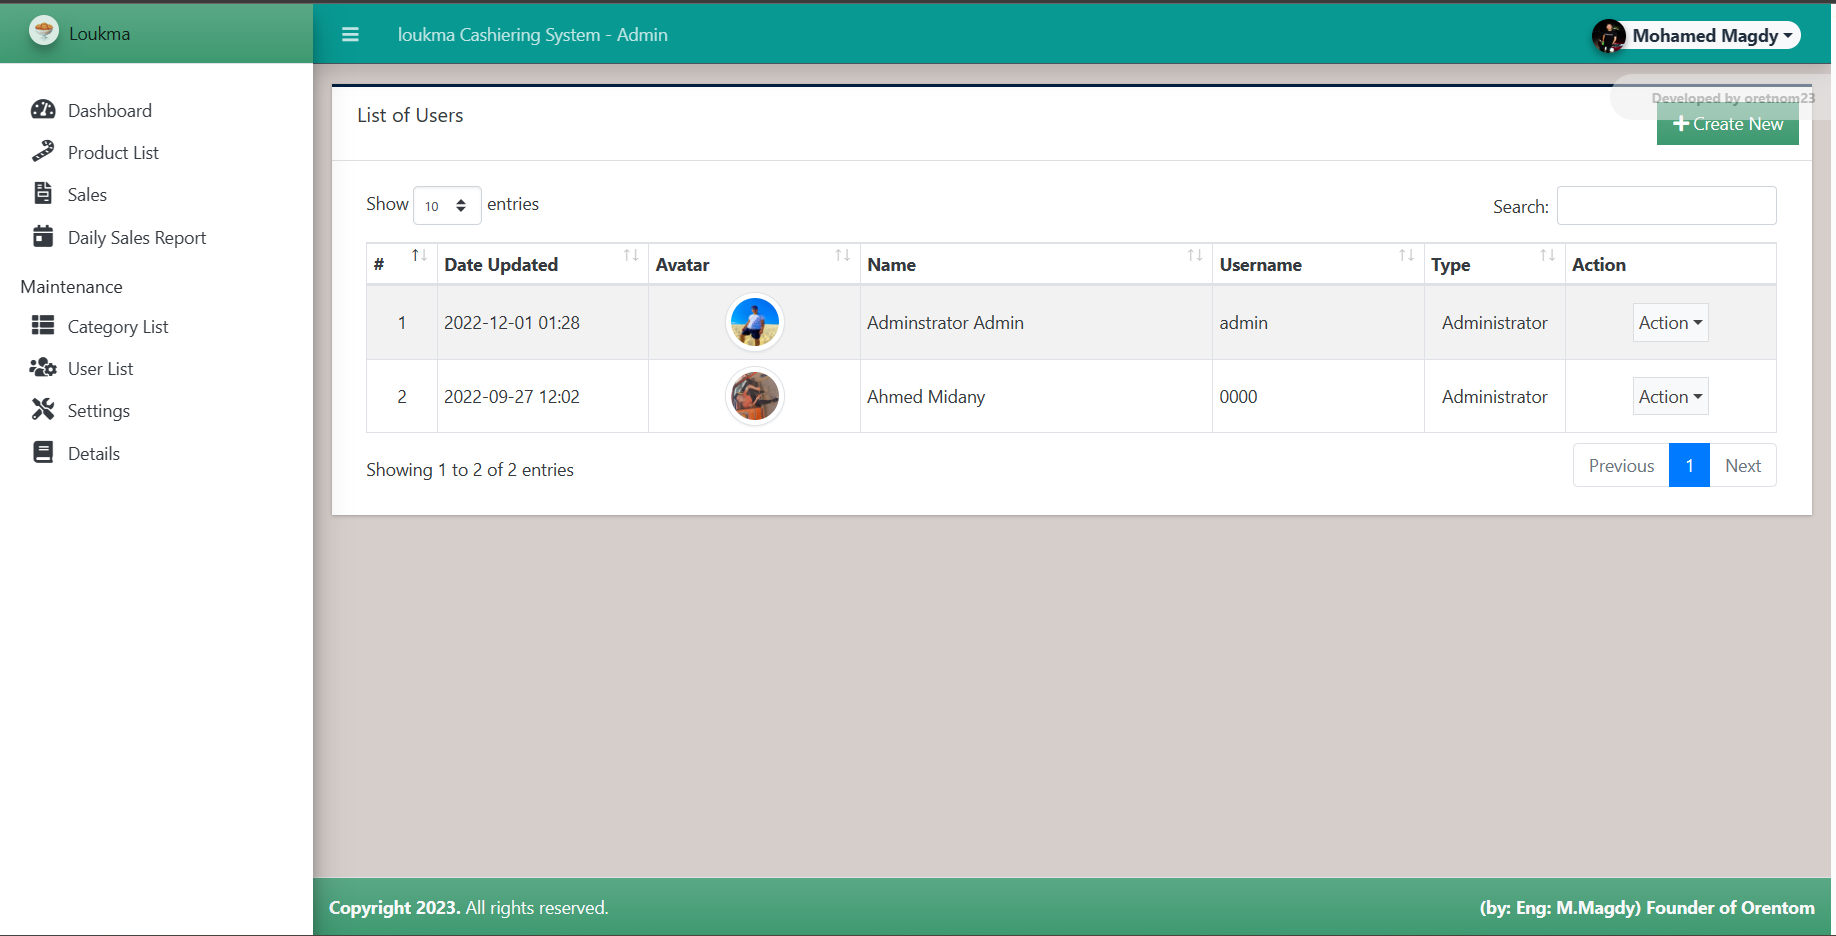 Loukma
loukma Cashiering System - Admin
Mohamed Magdy
Dashboard
Product List
Sales
Daily Sales Report
Maintenance
Category List
User List
Settings
Details
List of Users
Developed by oretnom23
Create New
Show 10 entries
Search:
# Date Updated Avatar Name Username Type Action
1 2022-12-01 01:28 Adminstrator Admin admin Administrator Action
2 2022-09-27 12:02 Ahmed Midany 0000 Administrator Action
Showing 1 to 2 of 2 entries
Previous 1 Next
Copyright 2023. All rights reserved.
(by: Eng: M.Magdy) Founder of Orentom